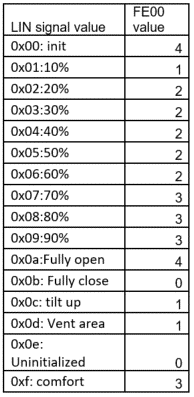 LIN signal value FE00 value
0x00: init 4
0x01:10% 1
0x02:20% 2
0x03:30% 2
0x04:40% 2
0x05:50% 2
0x06:60% 2
0x07:70% 3
0x08:80% 3
0x09:90% 3
0x0a:Fully open 4
0x0b: Fully close 0
0x0c: tilt up 1
0x0d: Vent area 1
0x0e:
Uninitialized 0
0xf: comfort 3